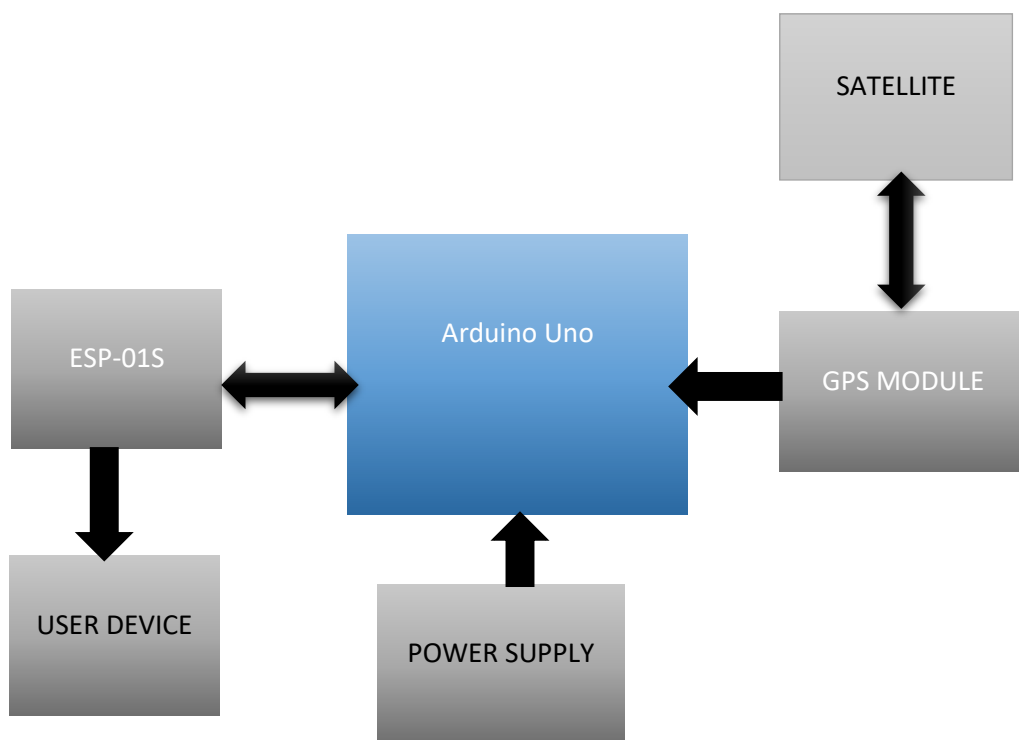 SATELLITE
Arduino Uno
ESP-01S
GPS MODULE
USER DEVICE
POWER SUPPLY